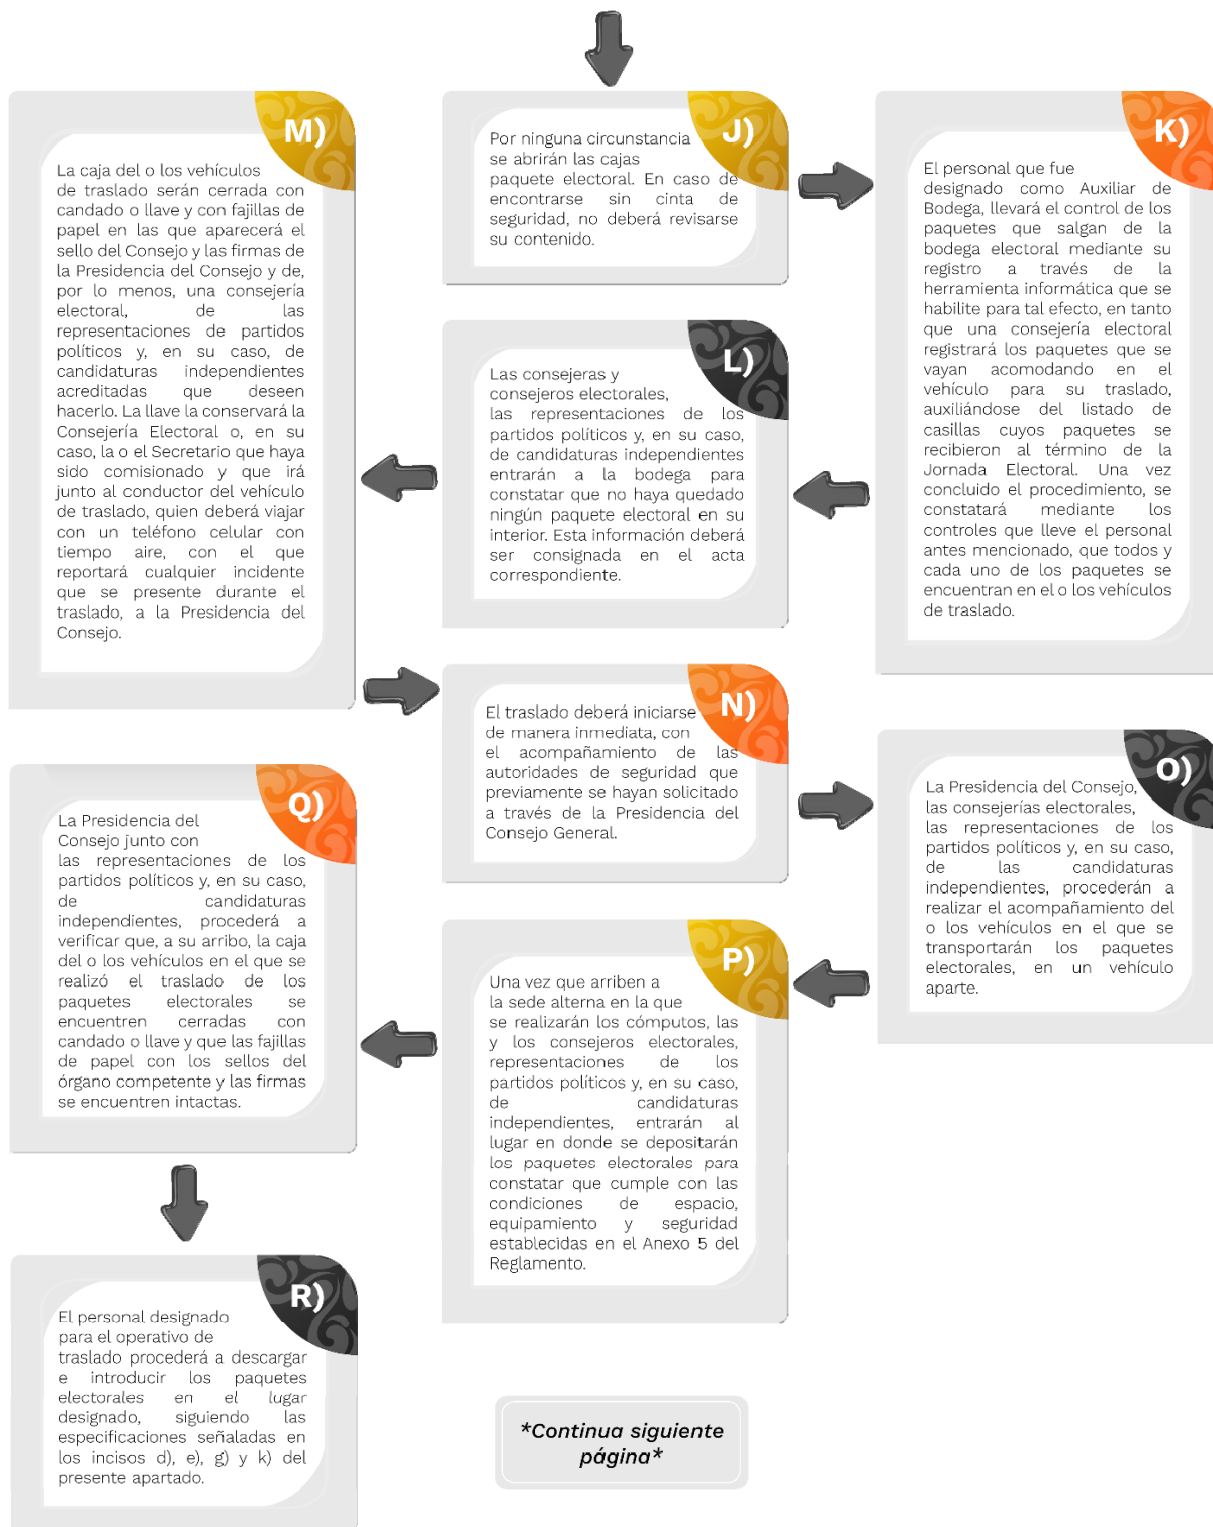 J)
Por ninguna circunstancia
se abrirán las cajas
paquete electoral. En caso de
encontrarse sin cinta de
seguridad, no deberá revisarse
su contenido.
K)
El personal que fue
designado como Auxiliar de
Bodega, llevará el control de los
paquetes que salgan de la
bodega electoral mediante su
registro a través de la
herramienta informática que se
habilite para tal efecto, en tanto
que una consejería electoral
registrará los paquetes que se
vayan acomodando en el
vehículo para su traslado,
auxiliándose del listado de
casillas cuyos paquetes se
recibieron al término de la
Jornada Electoral. Una vez
concluido el procedimiento, se
constatará mediante los
controles que lleve el personal
antes mencionado, que todos y
cada uno de los paquetes se
encuentran en el o los vehículos
de traslado.
L)
Las consejeras y
consejeros electorales,
las representaciones de los
partidos políticos y, en su caso,
de candidaturas independientes
entrarán a la bodega para
constatar que no haya quedado
ningún paquete electoral en su
interior. Esta información deberá
ser consignada en el acta
correspondiente.
M)
La caja del o los vehículos
de traslado serán cerrada con
candado o llave y con fajillas de
papel en las que aparecerá el
sello del Consejo y las firmas de
la Presidencia del Consejo y de,
por lo menos, una consejería
electoral, de las
representaciones de partidos
políticos y, en su caso, de
candidaturas independientes
acreditadas que deseen
hacerlo. La llave la conservará la
Consejería Electoral o, en su
caso, la o el Secretario que haya
sido comisionado y que irá
junto al conductor del vehículo
de traslado, quien deberá viajar
con un teléfono celular con
tiempo aire, con el que
reportará cualquier incidente
que se presente durante el
traslado, a la Presidencia del
Consejo.
N)
El traslado deberá iniciarse
de manera inmediata, con
el acompañamiento de las
autoridades de seguridad que
previamente se hayan solicitado
a través de la Presidencia del
Consejo General.
O)
La Presidencia del Consejo,
las consejerías electorales,
las representaciones de los
partidos políticos y, en su caso,
de las candidaturas
independientes, procederán a
realizar el acompañamiento del
o los vehículos en el que se
transportarán los paquetes
electorales, en un vehículo
aparte.
P)
Una vez que arriben a
la sede alterna en la que
se realizarán los cómputos, las
y los consejeros electorales,
representaciones de los
partidos políticos y, en su caso,
de candidaturas
independientes, entrarán al
lugar en donde se depositarán
los paquetes electorales para
constatar que cumple con las
condiciones de espacio,
equipamiento y seguridad
establecidas en el Anexo 5 del
Reglamento.
Q)
La Presidencia del
Consejo junto con
las representaciones de los
partidos políticos y, en su caso,
de candidaturas
independientes, procederá a
verificar que, a su arribo, la caja
del o los vehículos en el que se
realizó el traslado de los
paquetes electorales se
encuentren cerradas con
candado o llave y que las fajillas
de papel con los sellos del
órgano competente y las firmas
se encuentren intactas.
R)
El personal designado
para el operativo de
traslado procederá a descargar
e introducir los paquetes
electorales en el lugar
designado, siguiendo las
especificaciones señaladas en
los incisos d), e), g) y k) del
presente apartado.
*Continua siguiente
página*